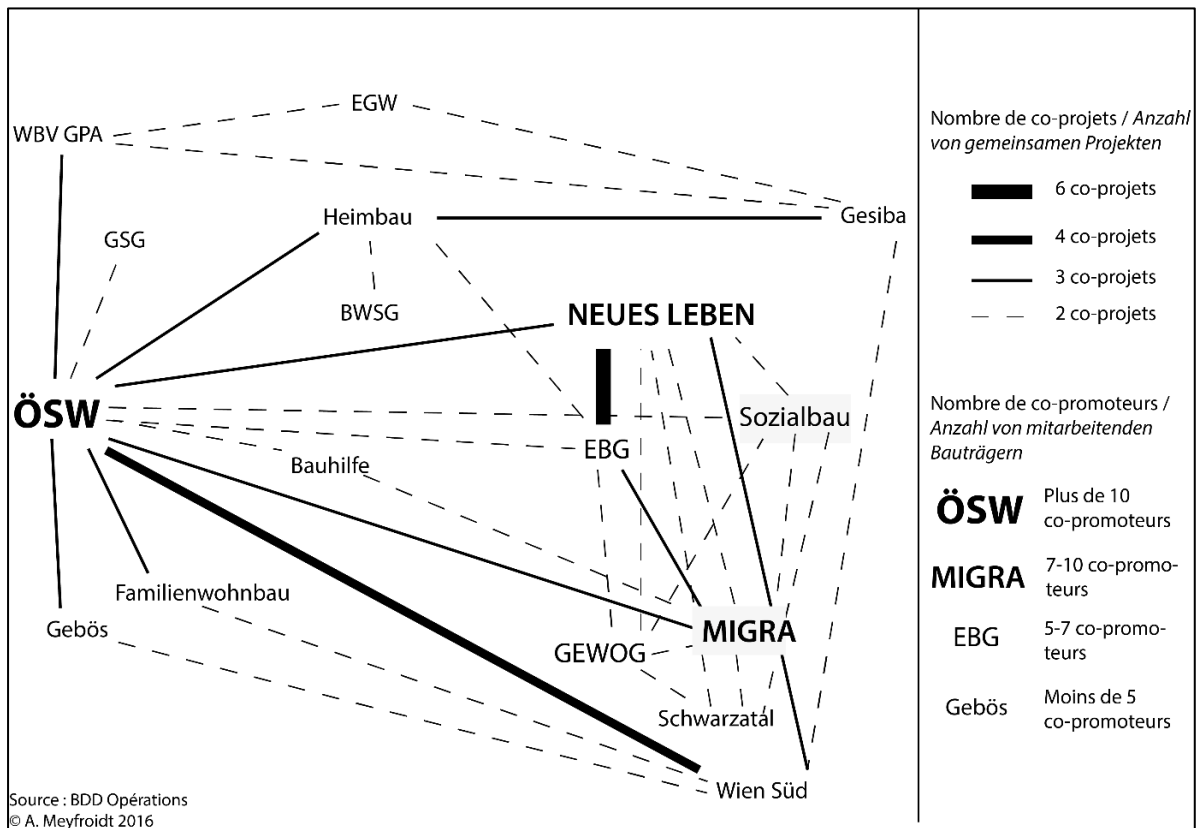 EGW
WBV GPA
Heimbau
Gesiba
GSG
BWSG
NEUES LEBEN
ÖSW
Sozialbau
EBG
Bauhilfe
Familienwohnbau
Gebös
MIGRA
GEWOG
Schwarzatal
Wien Süd
Source : BDD Opérations
© A. Meyfroidt 2016
Nombre de co-projets / Anzahl
von gemeinsamen Projekten
6 co-projets
4 co-projets
3 co-projets
2 co-projets
Nombre de co-promoteurs /
Anzahl von mitarbeitenden
Bauträgern
ÖSW
Plus de 10
co-promoteurs
MIGRA
7-10 co-promo-
teurs
EBG
5-7 co-promo-
teurs
Gebös
Moins de 5
co-promoteurs